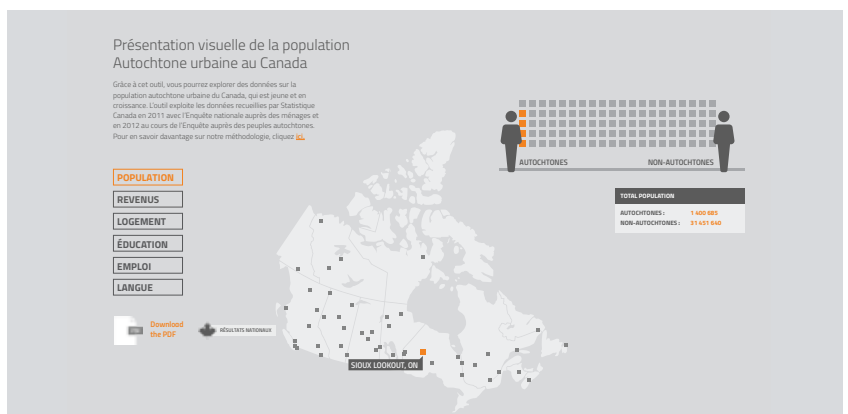 Présentation visuelle de la population
Autochtone urbaine au Canada
Grâce à cet outil, vous pourrez explorer des données sur la
population autochtone urbaine du Canada, qui est jeune et en
croissance. L'outil exploite les données recueillies par Statistique
Canada en 2011 avec l'Enquête nationale auprès des ménages et
en 2012 au cours de l'Enquête auprès des peuples autochtones.
Pour en savoir davantage sur notre méthodologie, cliquez ici.
POPULATION
REVENUS
LOGEMENT
ÉDUCATION
EMPLOI
LANGUE
Download
the PDF
RÉSULTATS NATIONAUX
SIOUX LOOKOUT, ON
AUTOCHTONES
NON-AUTOCHTONES
TOTAL POPULATION
AUTOCHTONES : 1 400 685
NON-AUTOCHTONES : 31 451 640